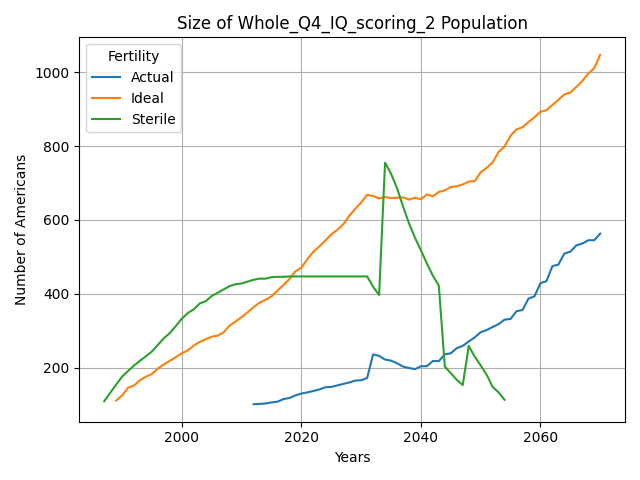 Size of Whole_Q4_IQ_scoring_2 Population
Fertility
Actual
Ideal
Sterile
Number of Americans
1000
800
600
400
200
2000
2020
2040
2060
Years